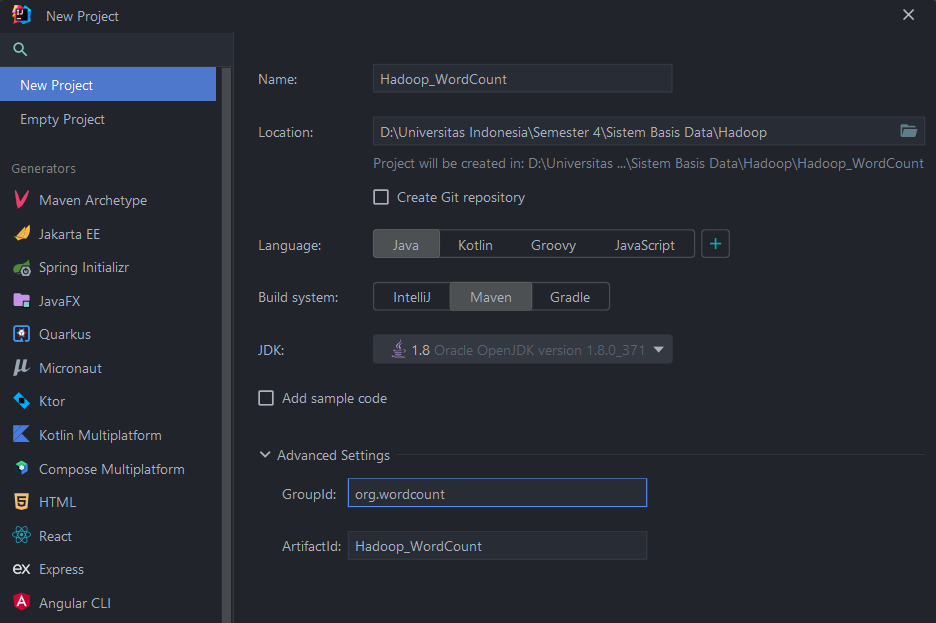 New Project
New Project
Empty Project
Generators
Maven Archetype
Jakarta EE
Spring Initializr
JavaFX
Quarkus
Micronaut
Ktor
Kotlin Multiplatform
Compose Multiplatform
HTML
React
ex Express
Angular CLI
Name: Hadoop_WordCount
Location: D:\Universitas Indonesia\Semester 4\Sistem Basis Data\Hadoop
Project will be created in: D:\Universitas ...\Sistem Basis Data\Hadoop\Hadoop_WordCount
Create Git repository
Language: Java Kotlin Groovy JavaScript +
Build system: IntelliJ Maven Gradle
JDK: 1.8 Oracle OpenJDK version 1.8.0_371
Add sample code
Advanced Settings
GroupId: org.wordcount
ArtifactId: Hadoop_WordCount